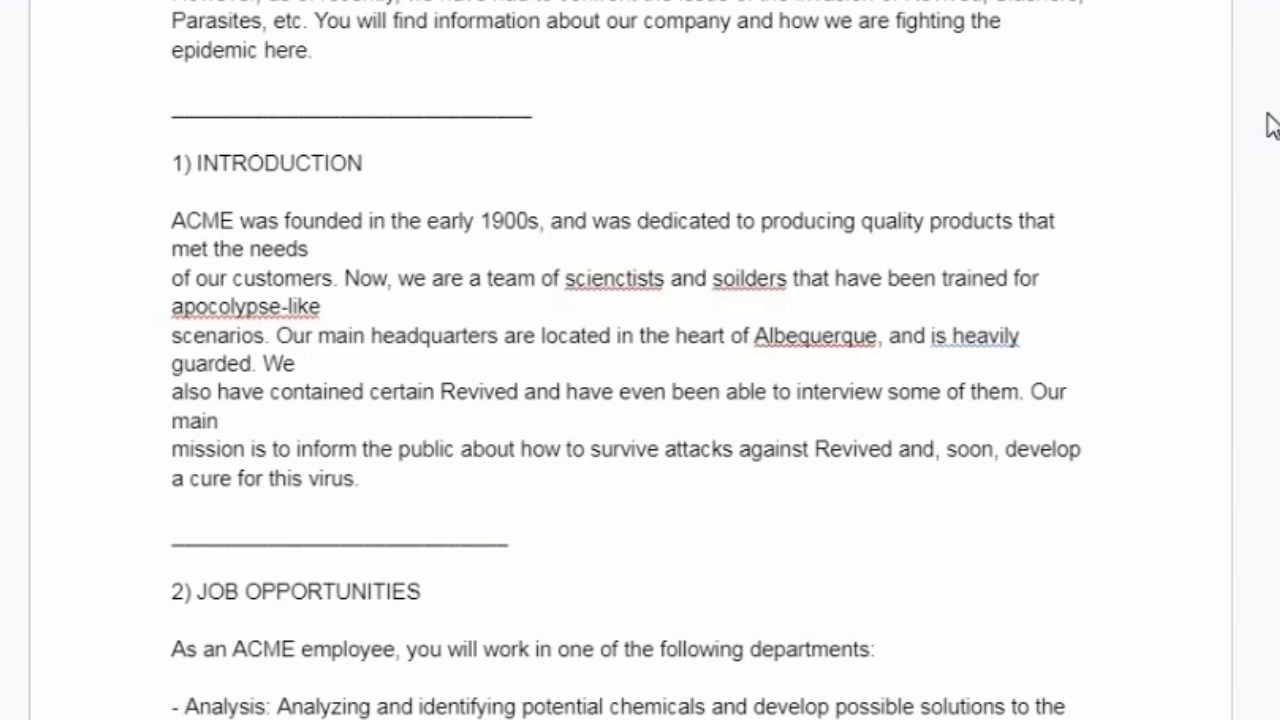 Parasites, etc. You will find information about our company and how we are fighting the
epidemic here.
______________________________
1) INTRODUCTION
ACME was founded in the early 1900s, and was dedicated to producing quality products that
met the needs
of our customers. Now, we are a team of scienctists and soilders that have been trained for
apocolypse-like
scenarios. Our main headquarters are located in the heart of Albequerque, and is heavily
guarded. We
also have contained certain Revived and have even been able to interview some of them. Our
main
mission is to inform the public about how to survive attacks against Revived and, soon, develop
a cure for this virus.
____________________________
2) JOB OPPORTUNITIES
As an ACME employee, you will work in one of the following departments:
- Analysis: Analyzing and identifying potential chemicals and develop possible solutions to the